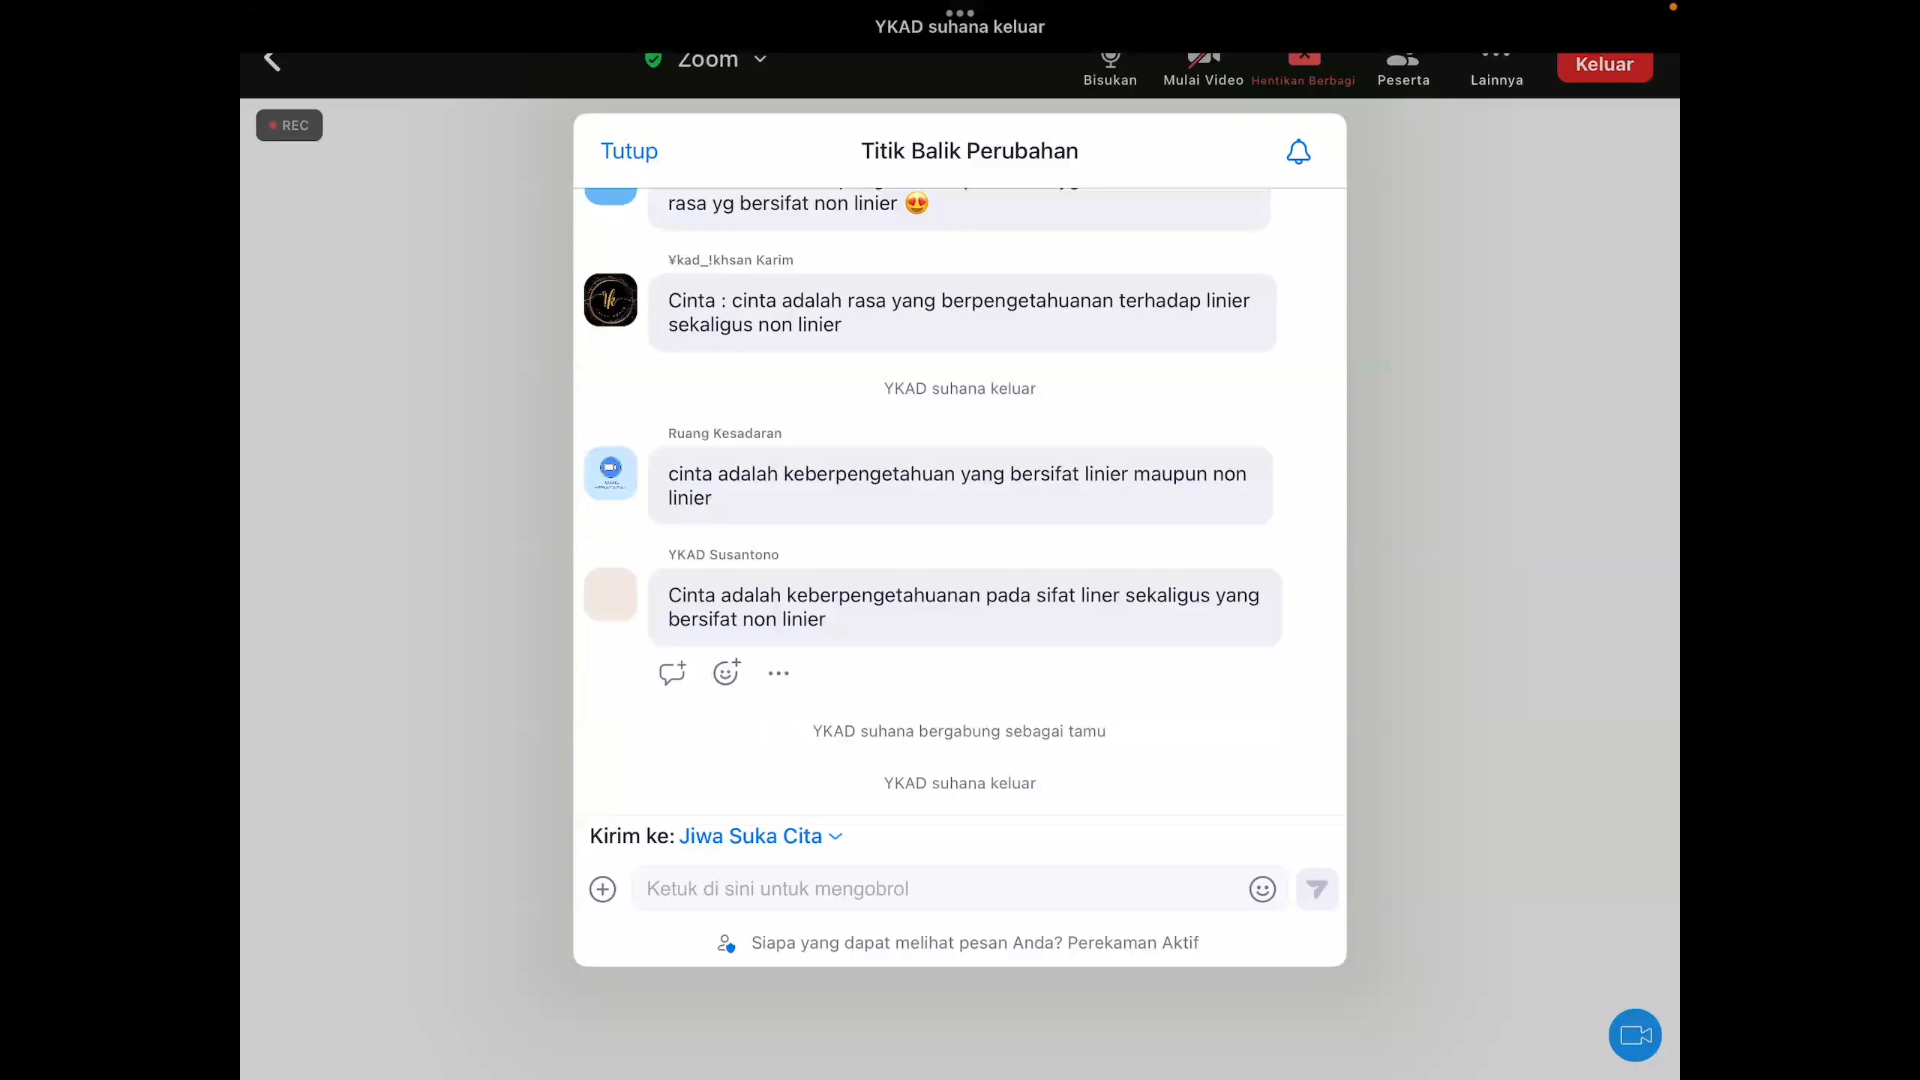 YKAD suhana keluar
Zoom
Bisukan
Mulai Video
Hentikan Berbagi
Peserta
Lainnya
Keluar
REC
Tutup
Titik Balik Perubahan
rasa yg bersifat non linier 😍
¥kad_!khsan Karim
Cinta : cinta adalah rasa yang berpengetahuanan terhadap linier
sekaligus non linier
YKAD suhana keluar
Ruang Kesadaran
cinta adalah keberpengetahuan yang bersifat linier maupun non
linier
YKAD Susantono
Cinta adalah keberpengetahuanan pada sifat liner sekaligus yang
bersifat non linier
YKAD suhana bergabung sebagai tamu
YKAD suhana keluar
Kirim ke: Jiwa Suka Cita
Ketuk di sini untuk mengobrol
Siapa yang dapat melihat pesan Anda? Perekaman Aktif